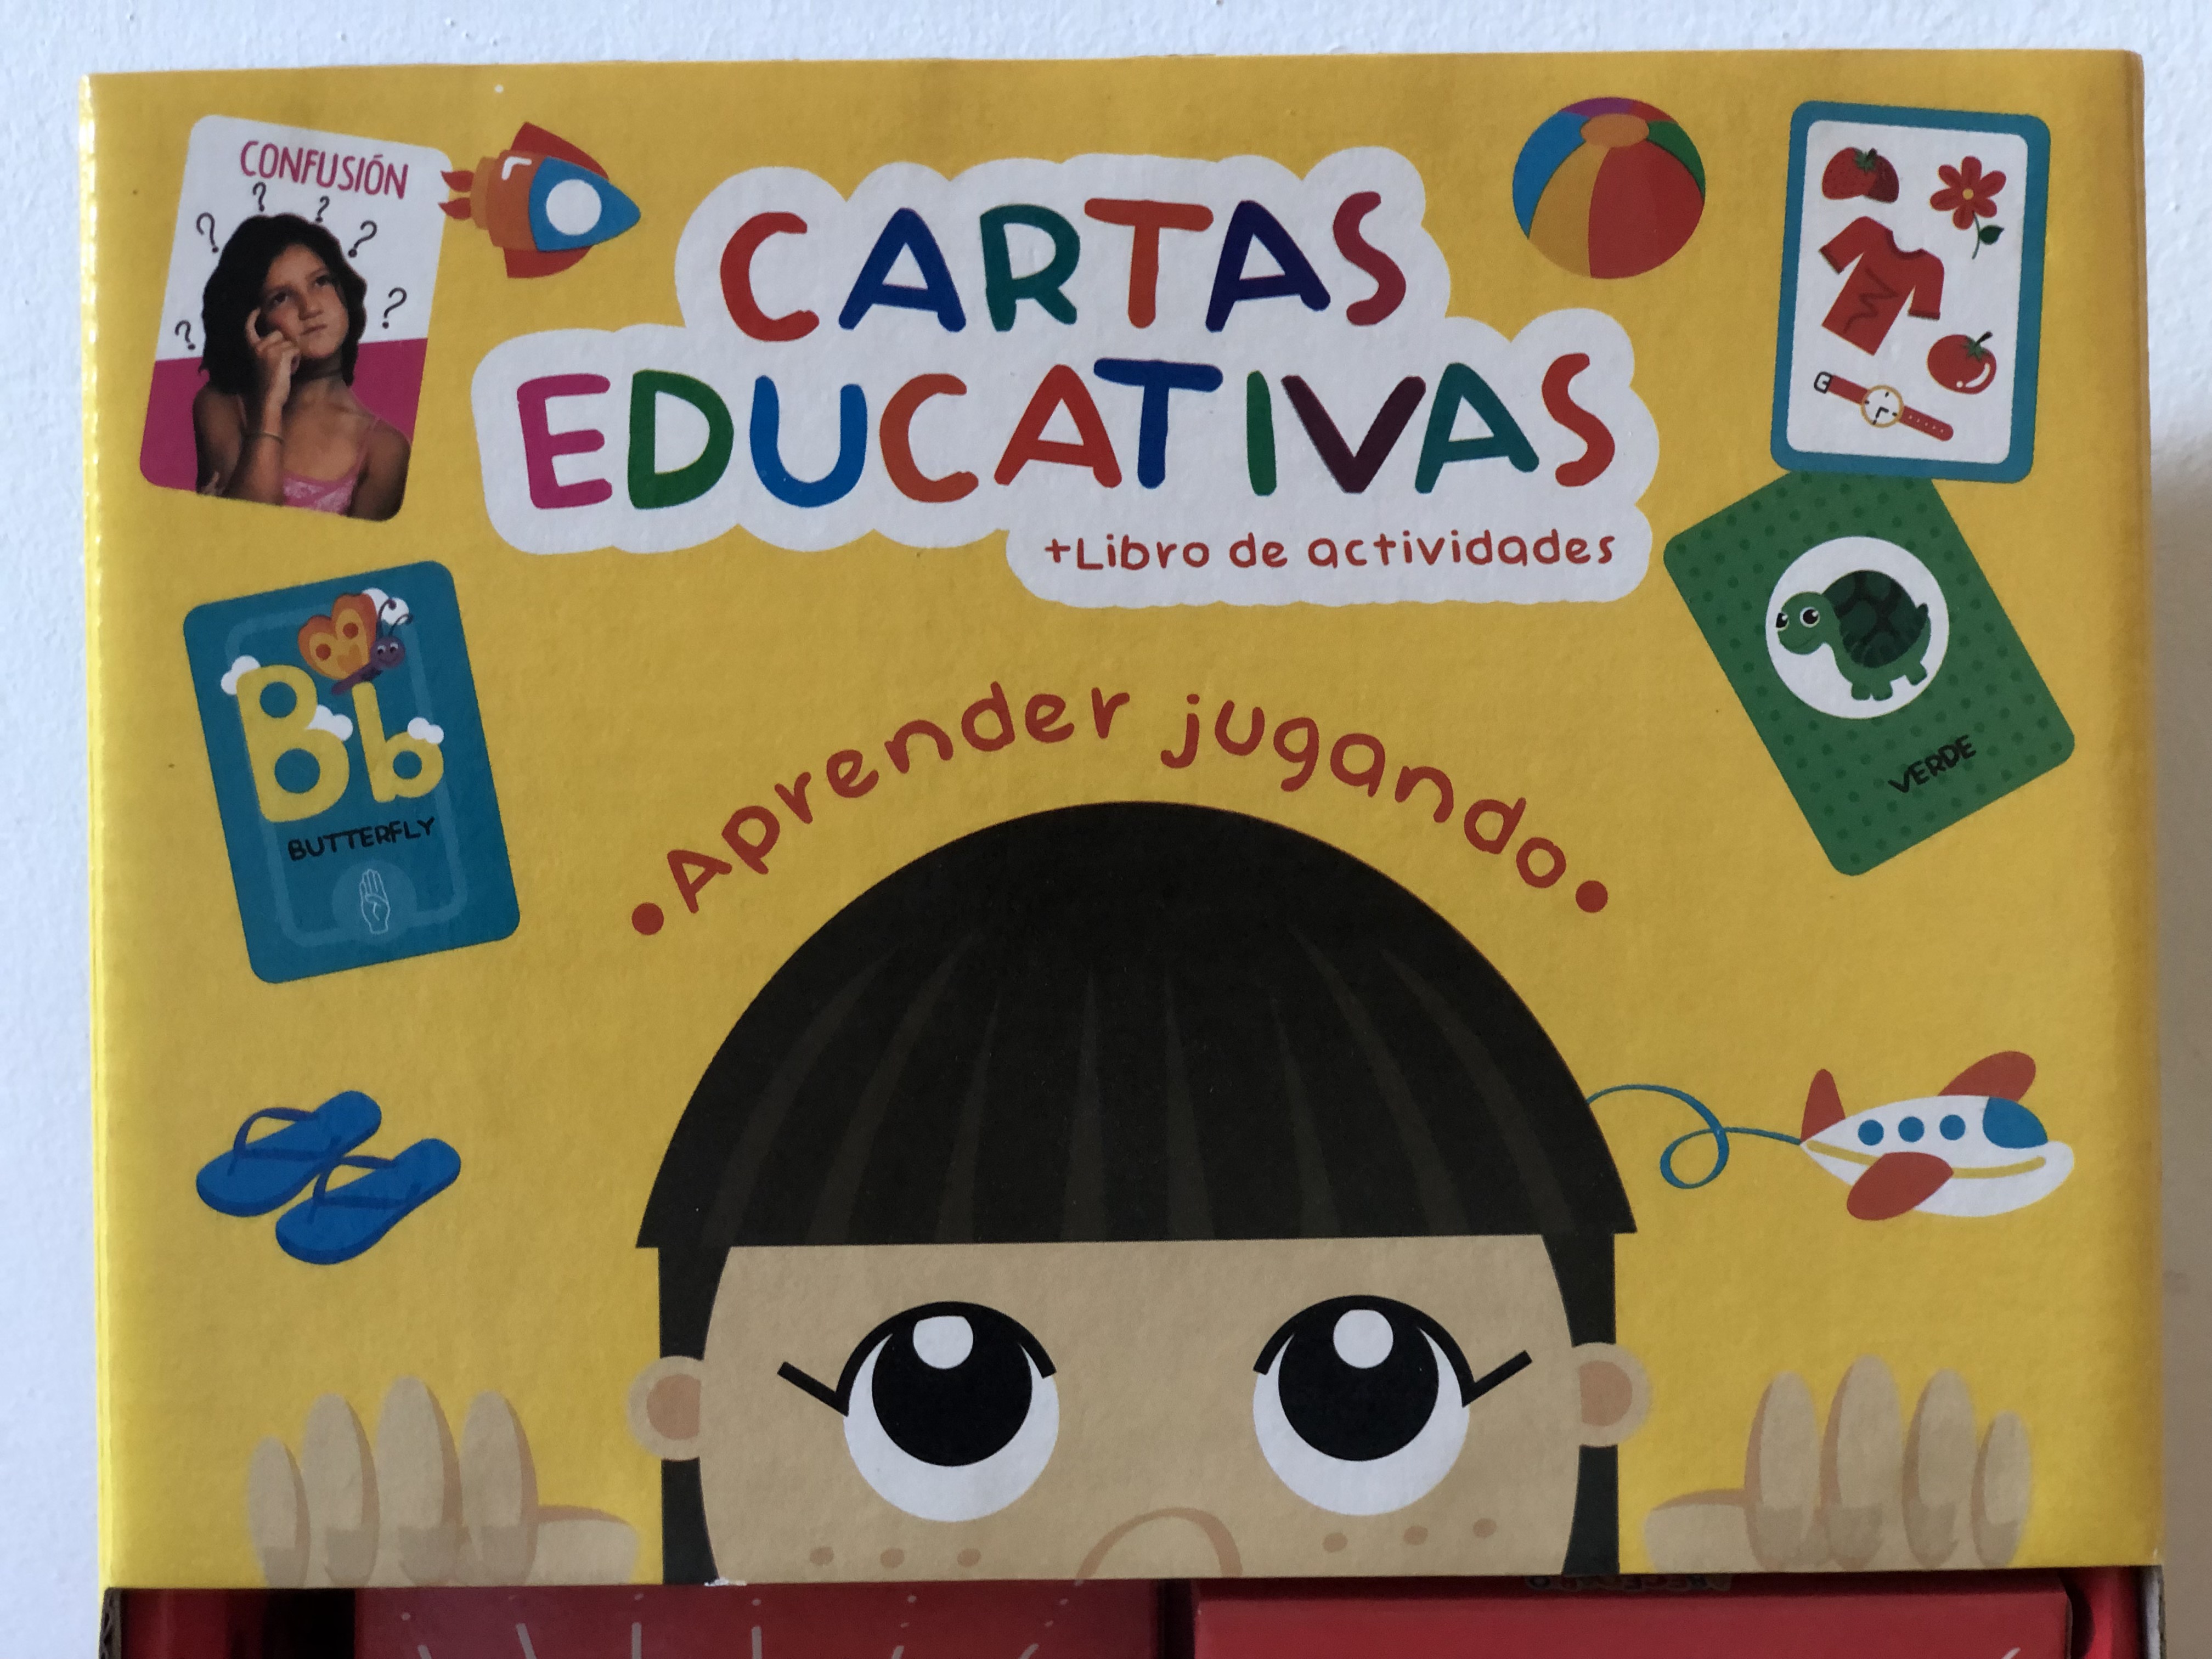 CONFUSIÓN
? ? ? ? ? ?
CARTAS
EDUCATIVAS
+Libro de actividades
Bb
BUTTERFLY
VERDE
•Aprender jugando•